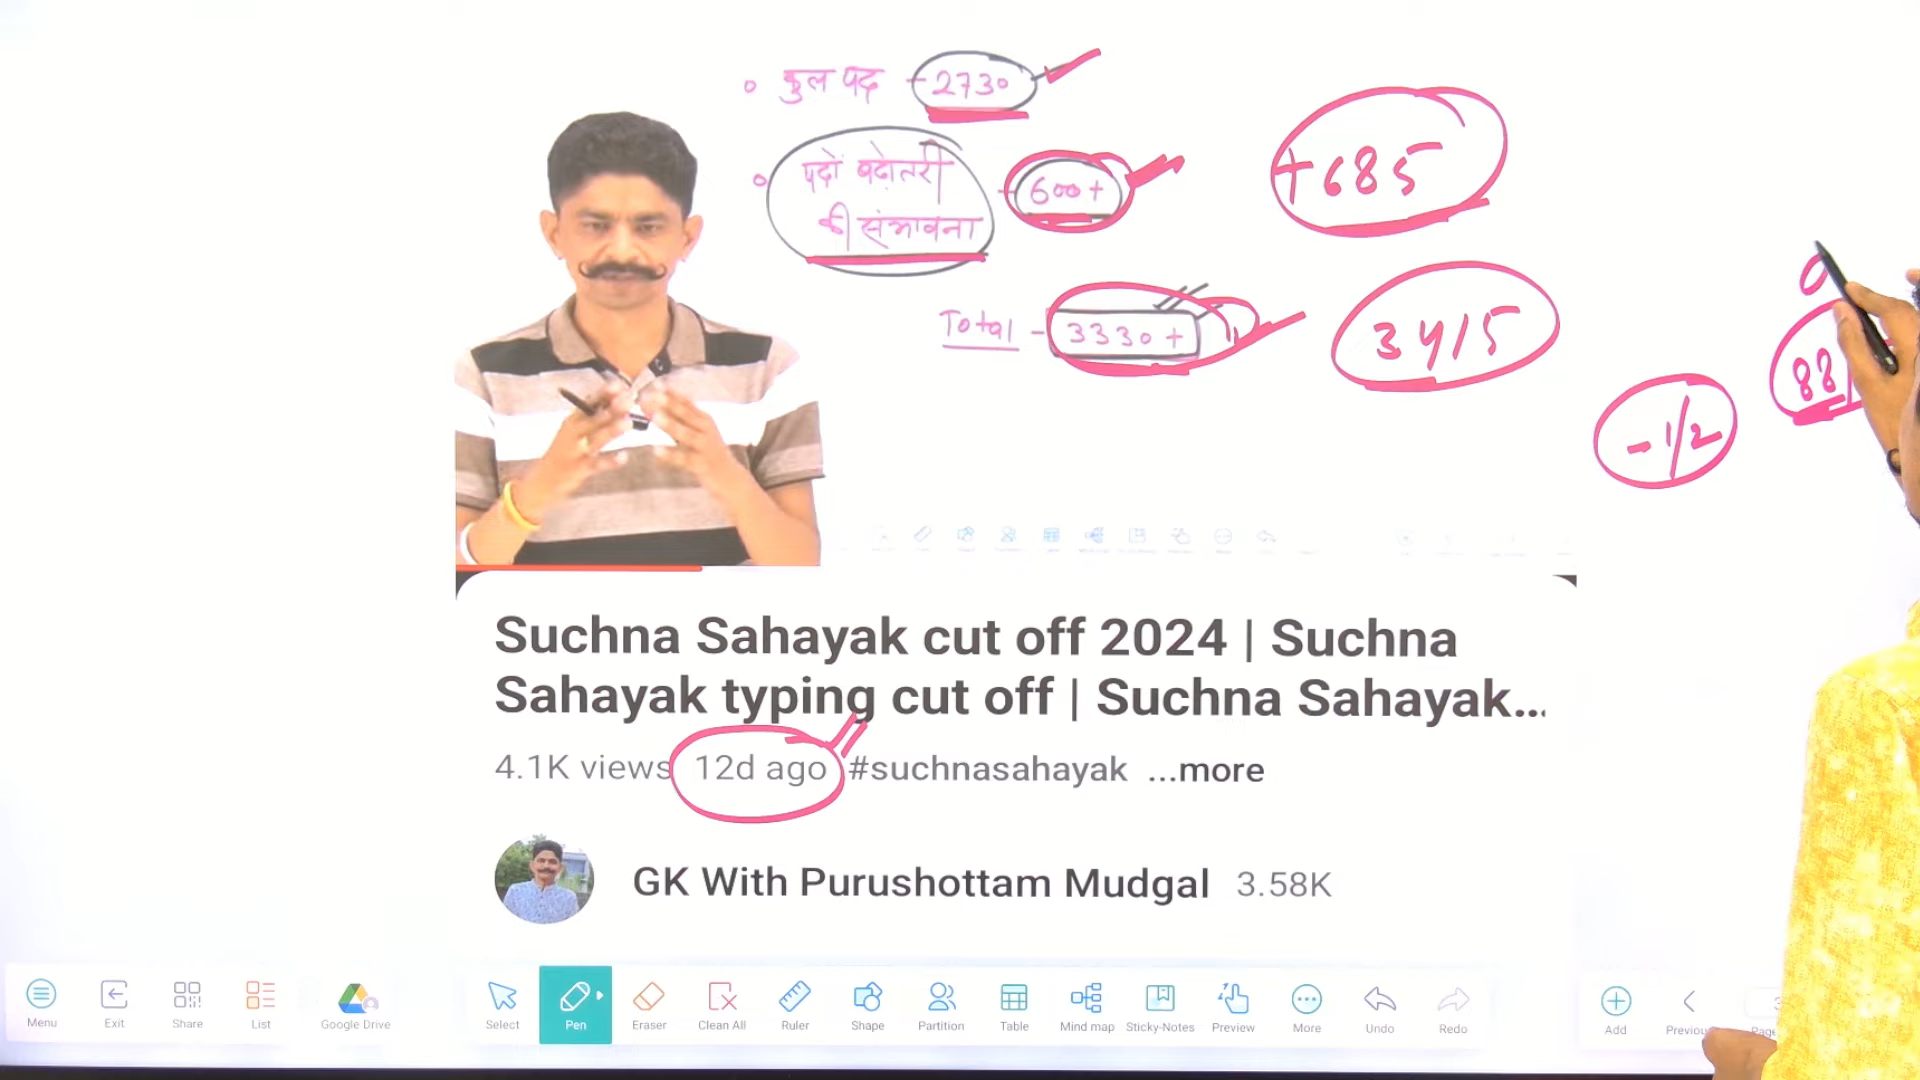 ० कुल पद - 2730
+685
० पदों बढोतरी - 600+
की संभावना
Total - 3330+
3415
88
- 1/2
Suchna Sahayak cut off 2024 | Suchna
Sahayak typing cut off | Suchna Sahayak...
4.1K views 12d ago #suchnasahayak ...more
GK With Purushottam Mudgal 3.58K
Menu Exit Share List Google Drive Select Pen Eraser Clean All Ruler Shape Partition Table Mind map Sticky-Notes Preview More Undo Redo Add